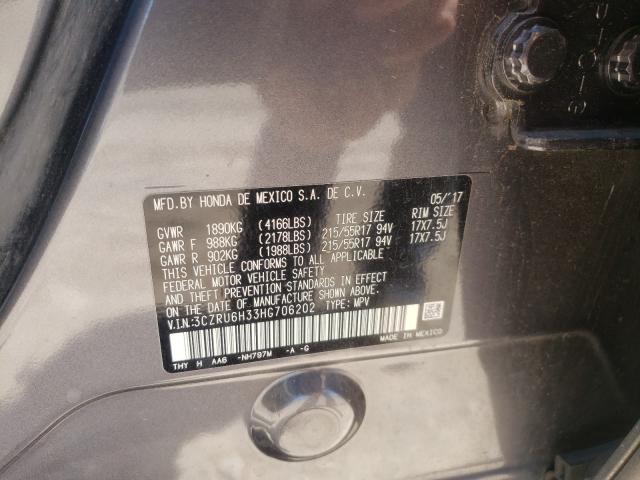 MFD.BY HONDA DE MEXICO S.A. DE C.V. 05/'17
GVWR 1890KG (4166LBS) TIRE SIZE RIM SIZE
GAWR F 988KG (2178LBS) 215/55R17 94V 17X7.5J
GAWR R 902KG (1988LBS) 215/55R17 94V 17X7.5J
THIS VEHICLE CONFORMS TO ALL APPLICABLE
FEDERAL MOTOR VEHICLE SAFETY
AND THEFT PREVENTION STANDARDS IN EFFECT
ON THE DATE OF MANUFACTURE SHOWN ABOVE.
V.I.N.:3CZRU6H33HG706202 TYPE: MPV
THY H AA6 -NH797M -A -G MADE IN MEXICO